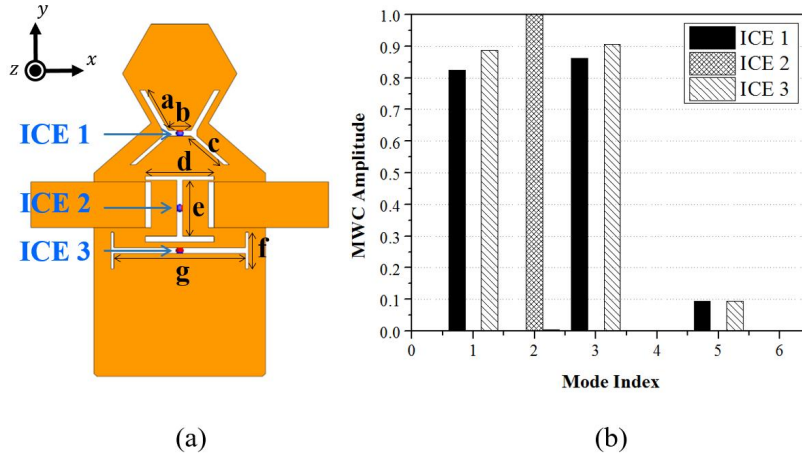 y
z
x
a
b
ICE 1
c
d
ICE 2
e
ICE 3
f
g
(a)
MWC Amplitude
1.0
0.9
0.8
0.7
0.6
0.5
0.4
0.3
0.2
0.1
0.0
ICE 1
ICE 2
ICE 3
0 1 2 3 4 5 6
Mode Index
(b)